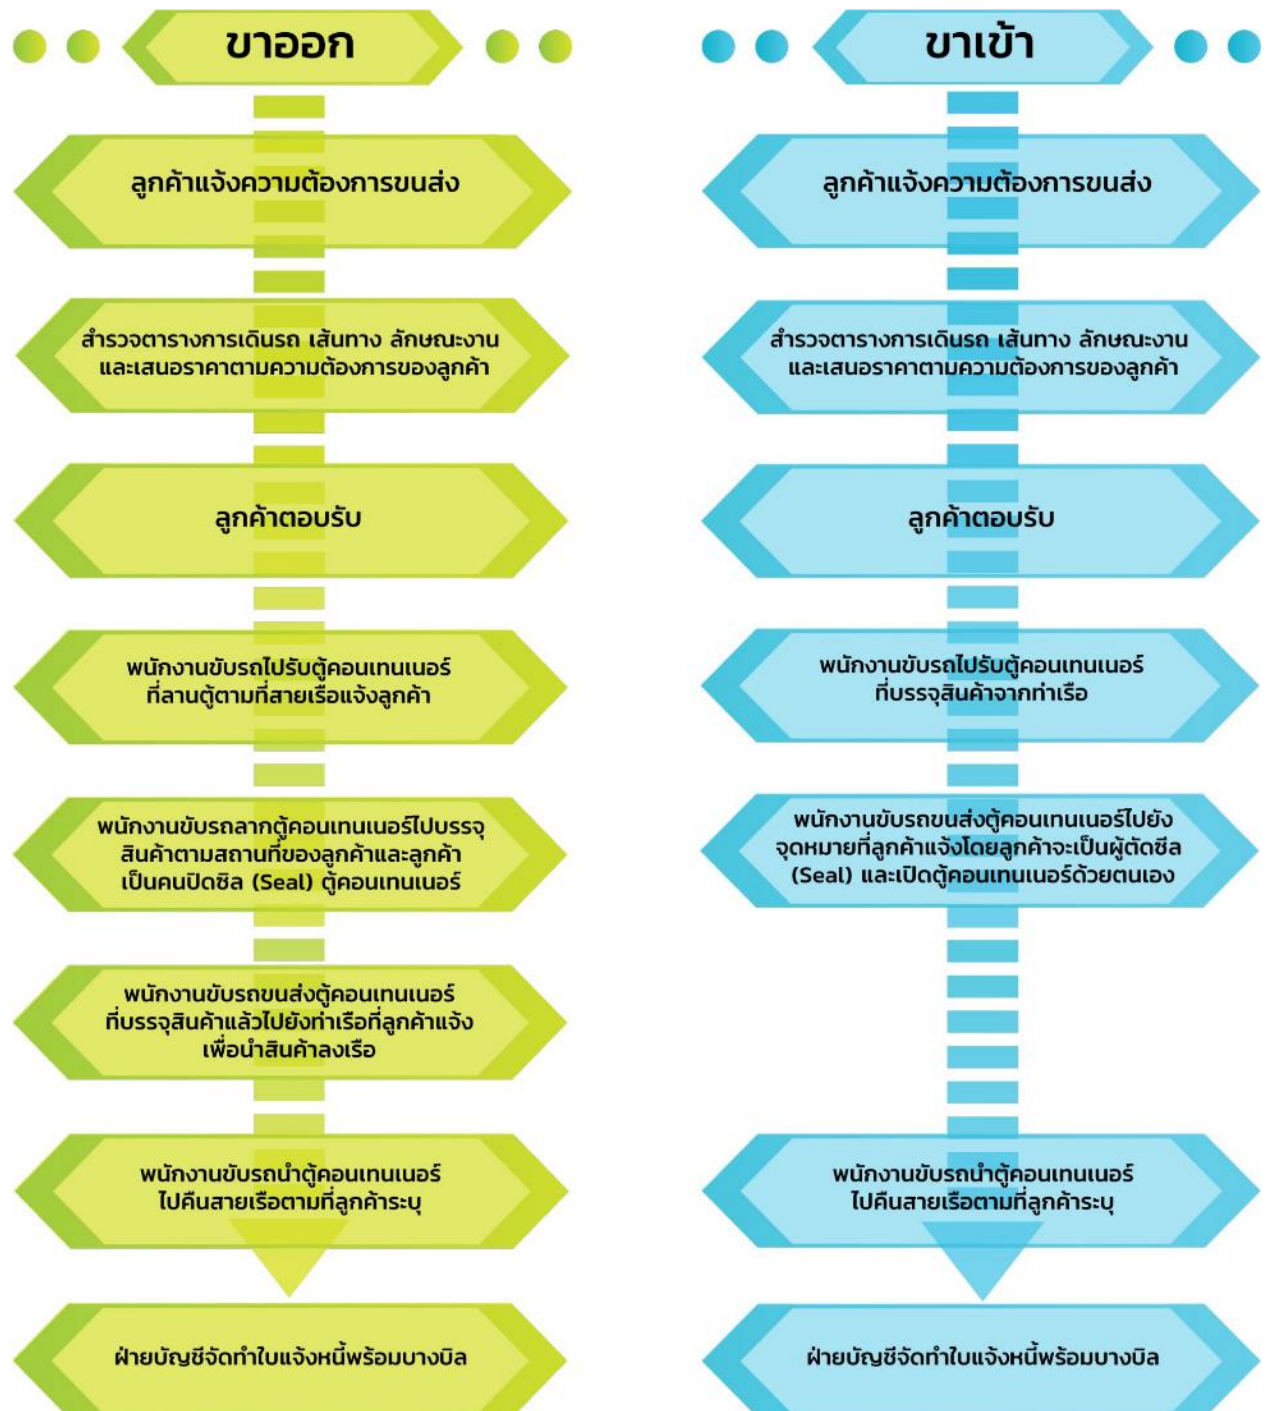 ขาออก
ลูกค้าแจ้งความต้องการขนส่ง
สำรวจตารางการเดินรถ เส้นทาง ลักษณะงาน
และเสนอราคาตามความต้องการของลูกค้า
ลูกค้าตอบรับ
พนักงานขับรถไปรับตู้คอนเทนเนอร์
ที่ลานตู้ตามที่สายเรือแจ้งลูกค้า
พนักงานขับรถลากตู้คอนเทนเนอร์ไปบรรจุ
สินค้าตามสถานที่ของลูกค้าและลูกค้า
เป็นคนปิดซิล (Seal) ตู้คอนเทนเนอร์
พนักงานขับรถขนส่งตู้คอนเทนเนอร์
ที่บรรจุสินค้าแล้วไปยังท่าเรือที่ลูกค้าแจ้ง
เพื่อนำสินค้าลงเรือ
พนักงานขับรถนำตู้คอนเทนเนอร์
ไปคืนสายเรือตามที่ลูกค้าระบุ
ฝ่ายบัญชีจัดทำใบแจ้งหนี้พร้อมบางบิล
ขาเข้า
ลูกค้าแจ้งความต้องการขนส่ง
สำรวจตารางการเดินรถ เส้นทาง ลักษณะงาน
และเสนอราคาตามความต้องการของลูกค้า
ลูกค้าตอบรับ
พนักงานขับรถไปรับตู้คอนเทนเนอร์
ที่บรรจุสินค้าจากท่าเรือ
พนักงานขับรถขนส่งตู้คอนเทนเนอร์ไปยัง
จุดหมายที่ลูกค้าแจ้งโดยลูกค้าจะเป็นผู้ตัดซีล
(Seal) และเปิดตู้คอนเทนเนอร์ด้วยตนเอง
พนักงานขับรถนำตู้คอนเทนเนอร์
ไปคืนสายเรือตามที่ลูกค้าระบุ
ฝ่ายบัญชีจัดทำใบแจ้งหนี้พร้อมบางบิล